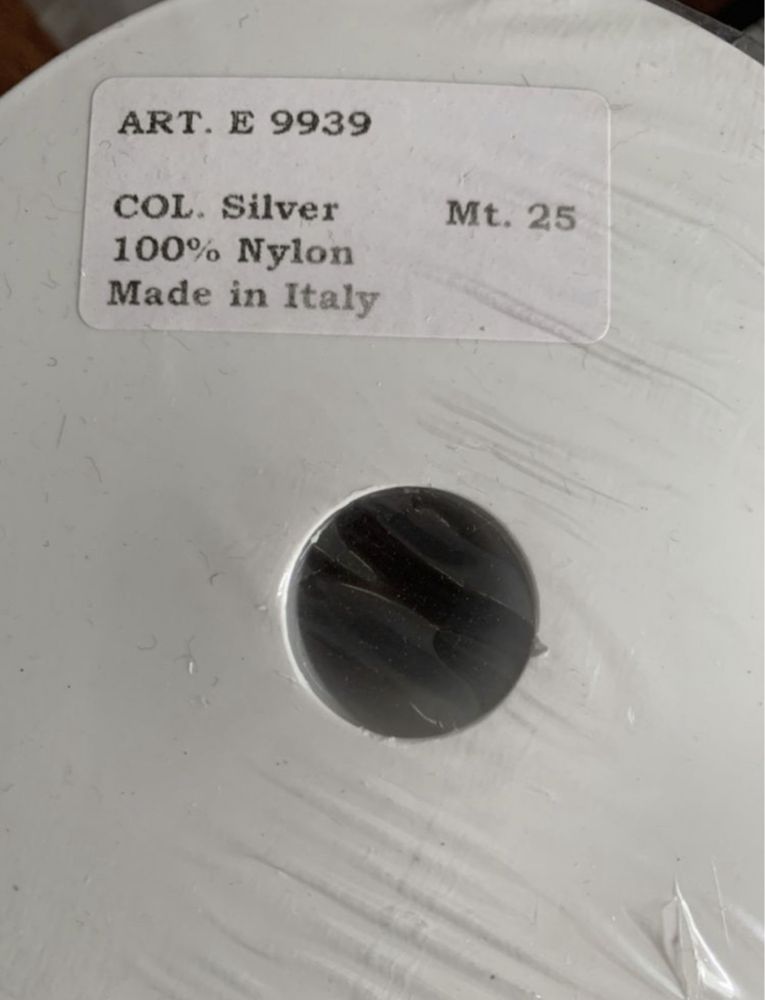 ART. E 9939
COL. Silver Mt. 25
100% Nylon
Made in Italy